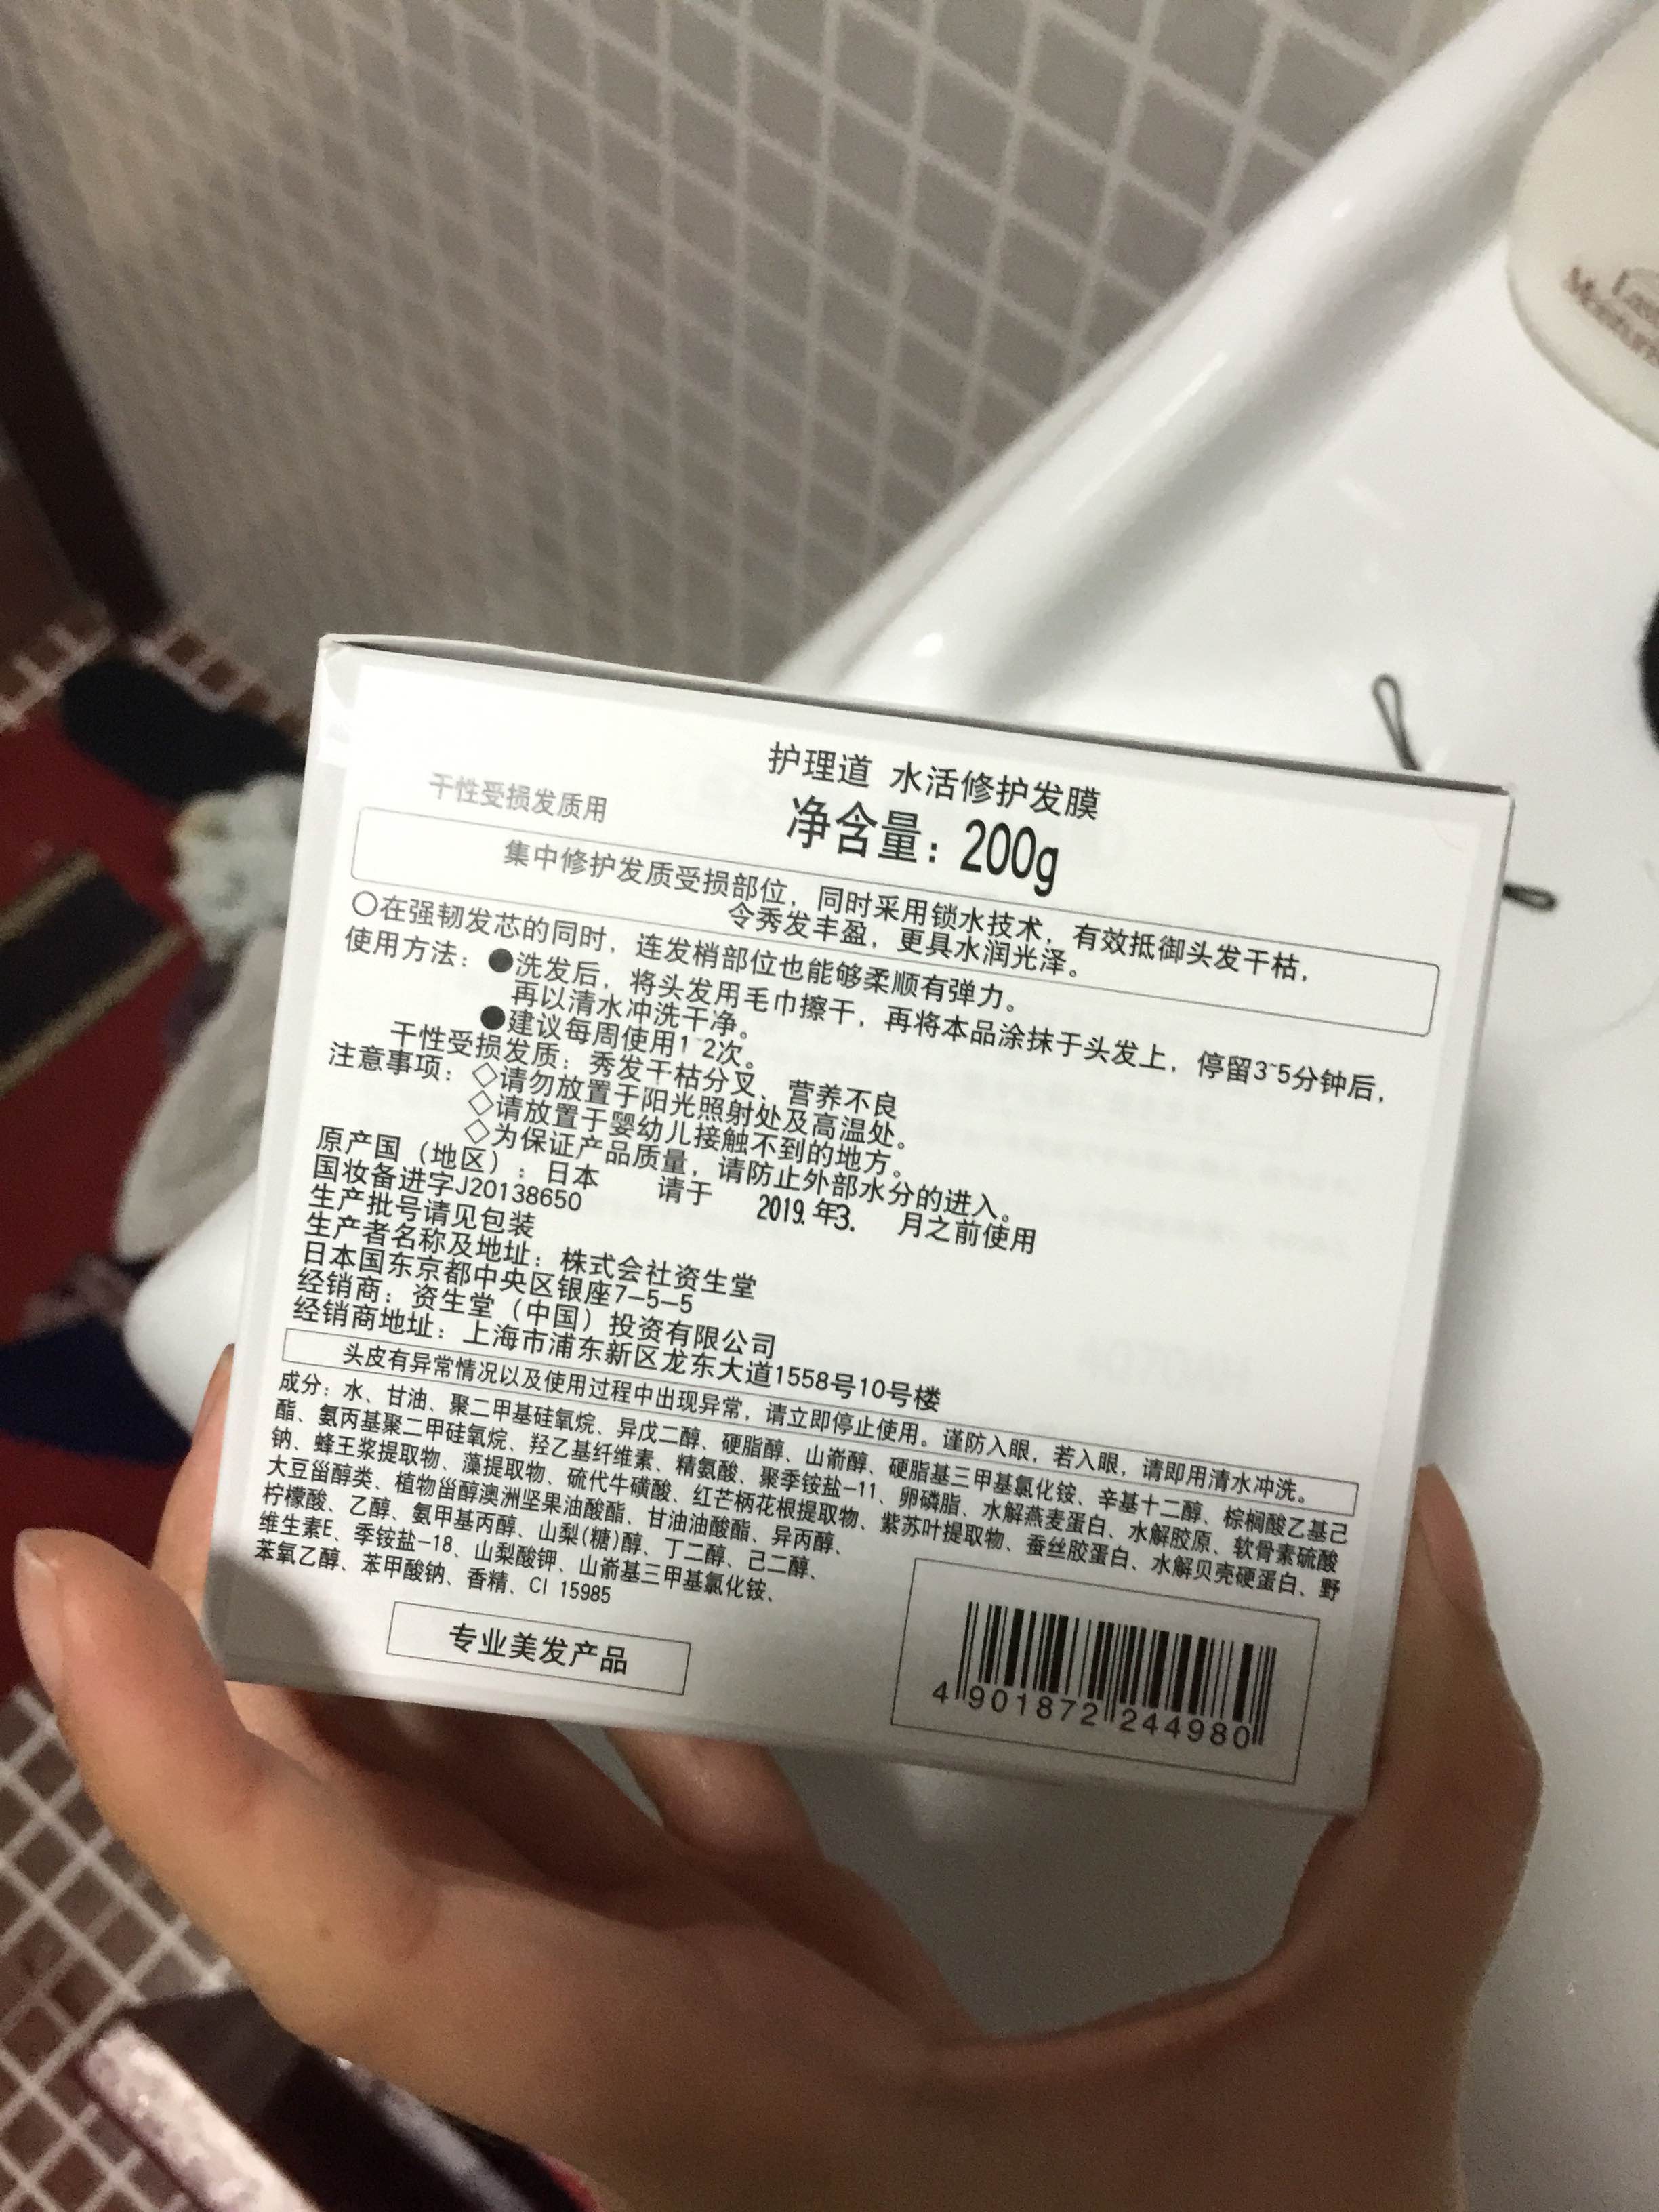 护理道 水活修护发膜
干性受损发质用
净含量：200g
集中修护发质受损部位，同时采用锁水技术，有效抵御头发干枯，
令秀发丰盈，更具水润光泽。
○在强韧发芯的同时，连发梢部位也能够柔顺有弹力。
使用方法：●洗发后，将头发用毛巾擦干，再将本品涂抹于头发上，停留3~5分钟后，
再以清水冲洗干净。
●建议每周使用1~2次。
干性受损发质：秀发干枯分叉、营养不良
注意事项：◇请勿放置于阳光照射处及高温处。
◇请放置于婴幼儿接触不到的地方。
◇为保证产品质量，请防止外部水分的进入。
原产国（地区）：日本 请于 2019.年3. 月之前使用
国妆备进字J20138650
生产批号请见包装
生产者名称及地址：株式会社资生堂
日本国东京都中央区银座7-5-5
经销商：资生堂（中国）投资有限公司
经销商地址：上海市浦东新区龙东大道1558号10号楼
头皮有异常情况以及使用过程中出现异常，请立即停止使用。谨防入眼，若入眼，请即用清水冲洗。
成分：水、甘油、聚二甲基硅氧烷、异戊二醇、硬脂醇、山嵛醇、硬脂基三甲基氯化铵、辛基十二醇、棕榈酸乙基己
酯、氨丙基聚二甲硅氧烷、羟乙基纤维素、精氨酸、聚季铵盐-11、卵磷脂、水解燕麦蛋白、水解胶原、软骨素硫酸
钠、蜂王浆提取物、藻提取物、硫代牛磺酸、红芒柄花根提取物、紫苏叶提取物、蚕丝胶蛋白、水解贝壳硬蛋白、野
大豆甾醇类、植物甾醇澳洲坚果油酸酯、甘油油酸酯、异丙醇、
柠檬酸、乙醇、氨甲基丙醇、山梨(糖)醇、丁二醇、己二醇、
维生素E、季铵盐-18、山梨酸钾、山嵛基三甲基氯化铵、
苯氧乙醇、苯甲酸钠、香精、CI 15985
专业美发产品
4 901872 244980